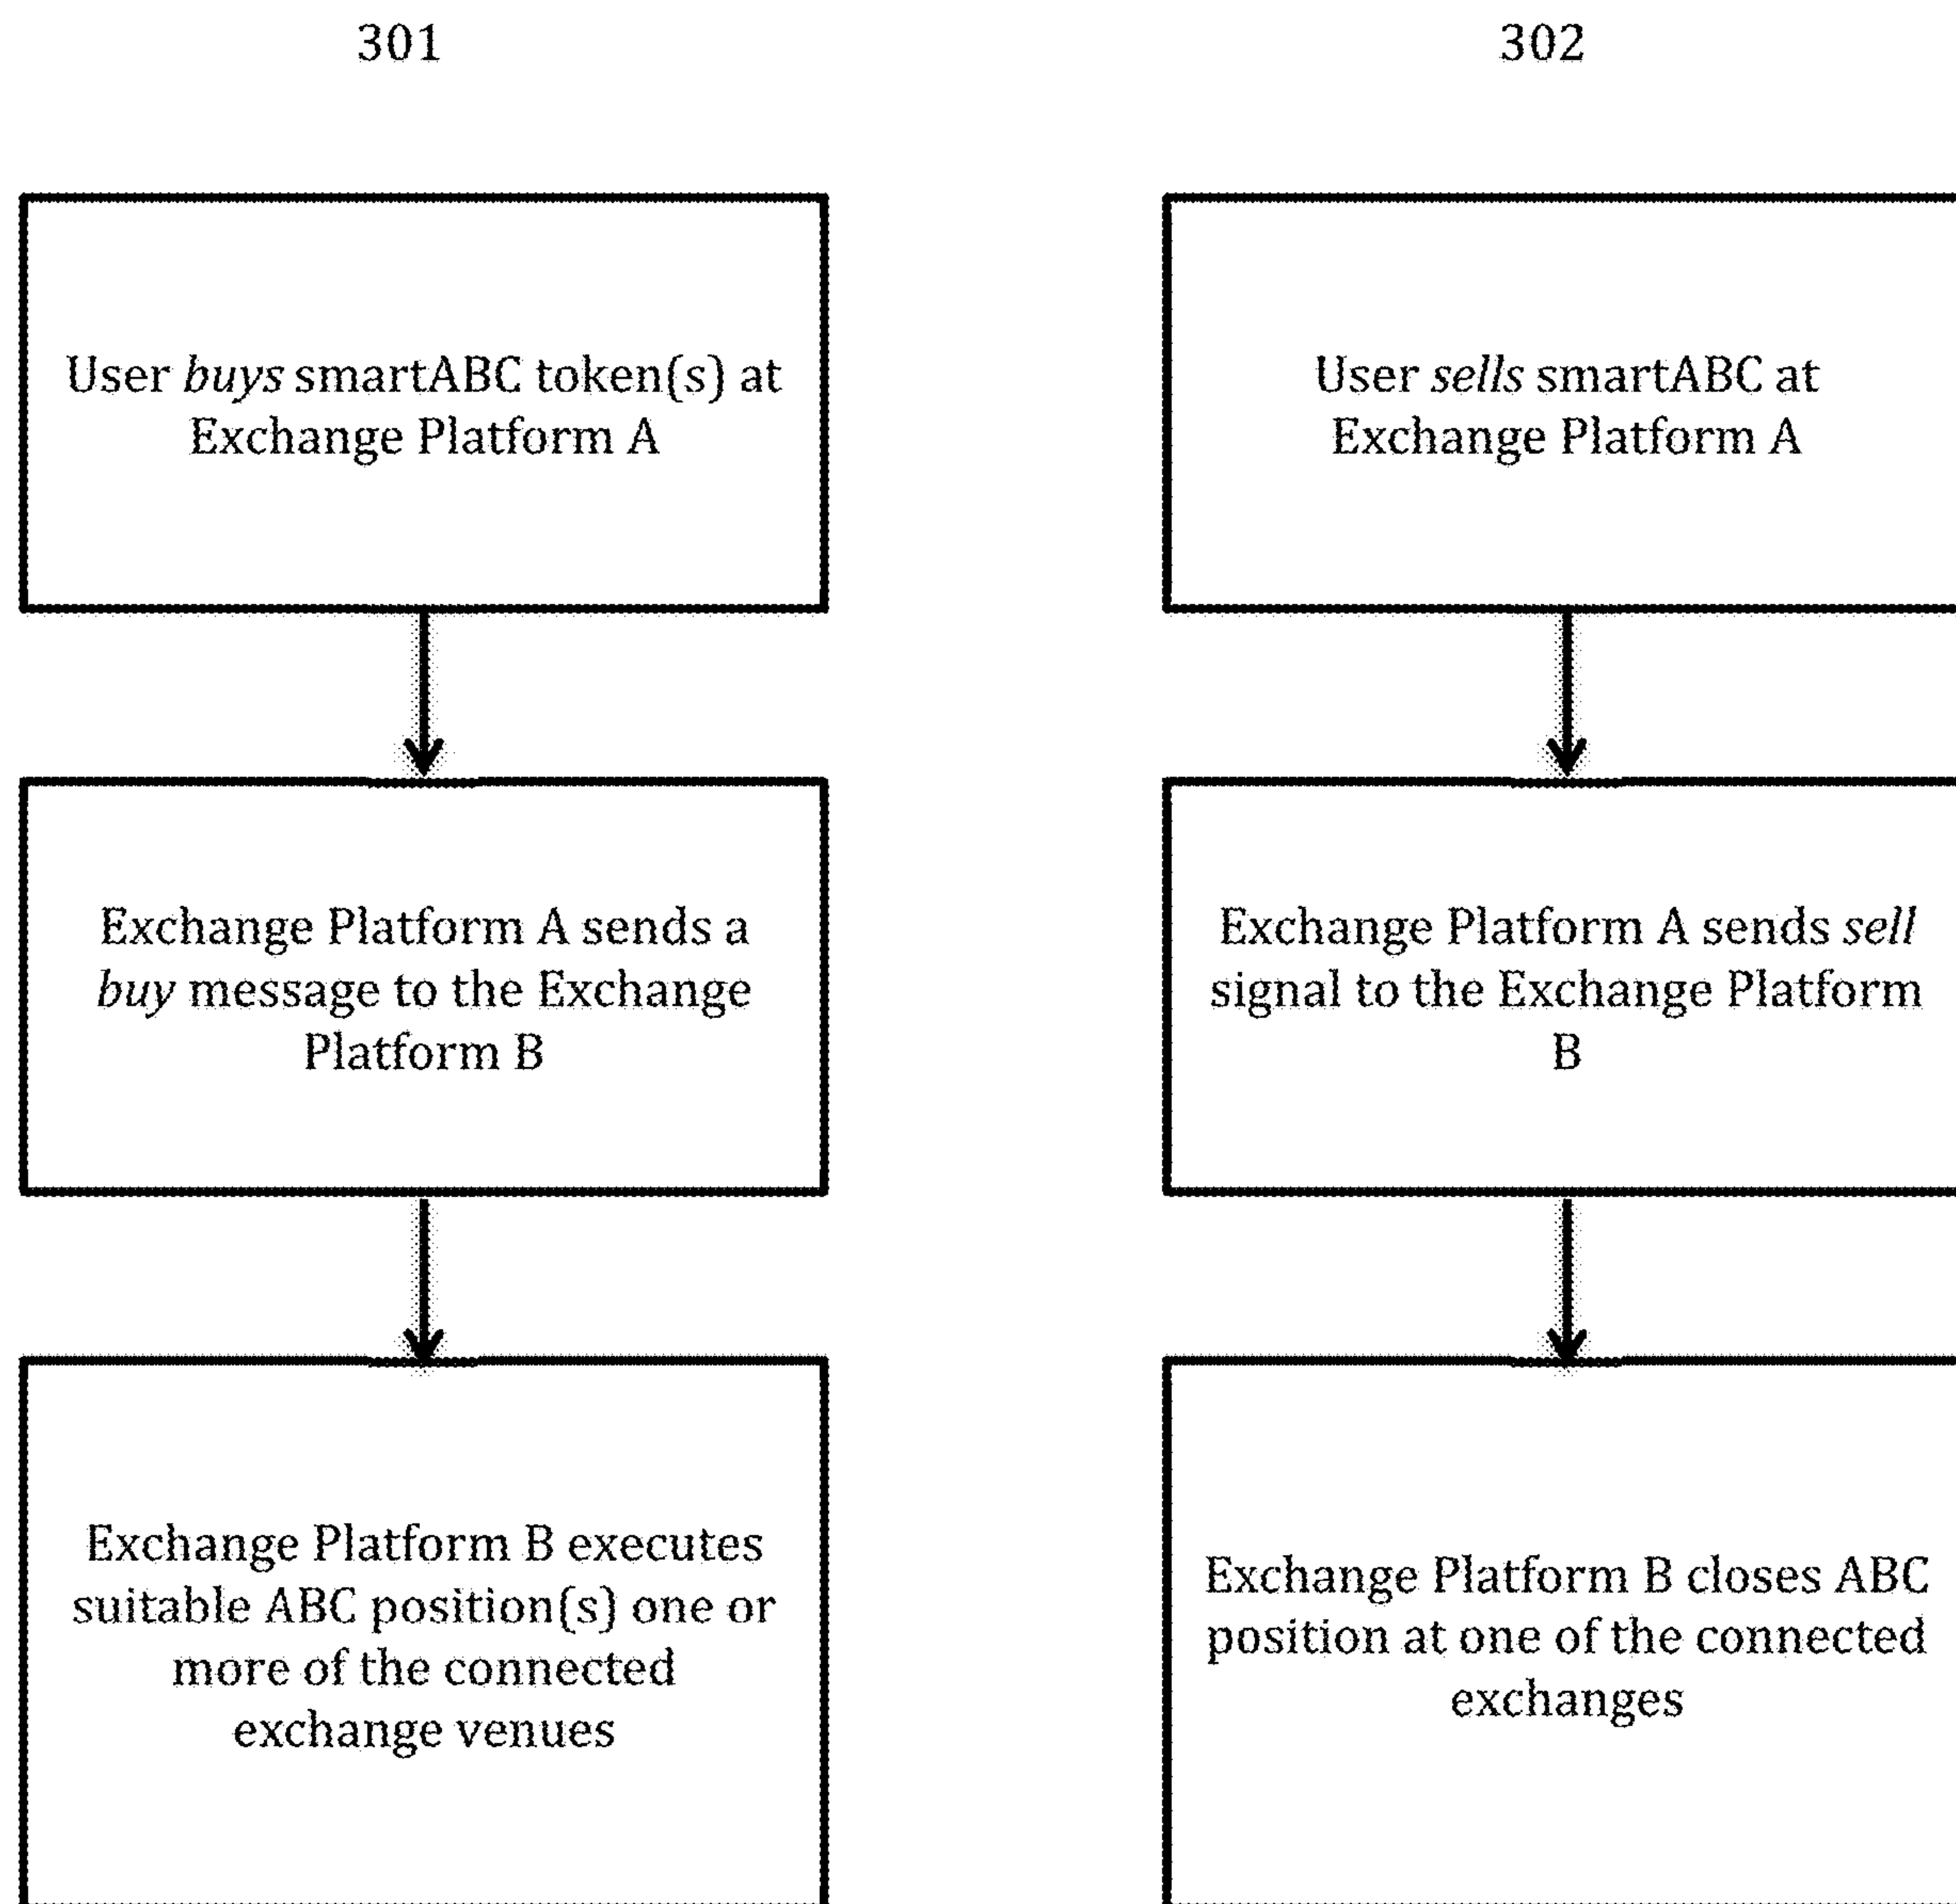 301
User buys smartABC token(s) at
Exchange Platform A
Exchange Platform A sends a
buy message to the Exchange
Platform B
Exchange Platform B executes
suitable ABC position(s) one or
more of the connected
exchange venues
302
User sells smartABC at
Exchange Platform A
Exchange Platform A sends sell
signal to the Exchange Platform
B
Exchange Platform B closes ABC
position at one of the connected
exchanges